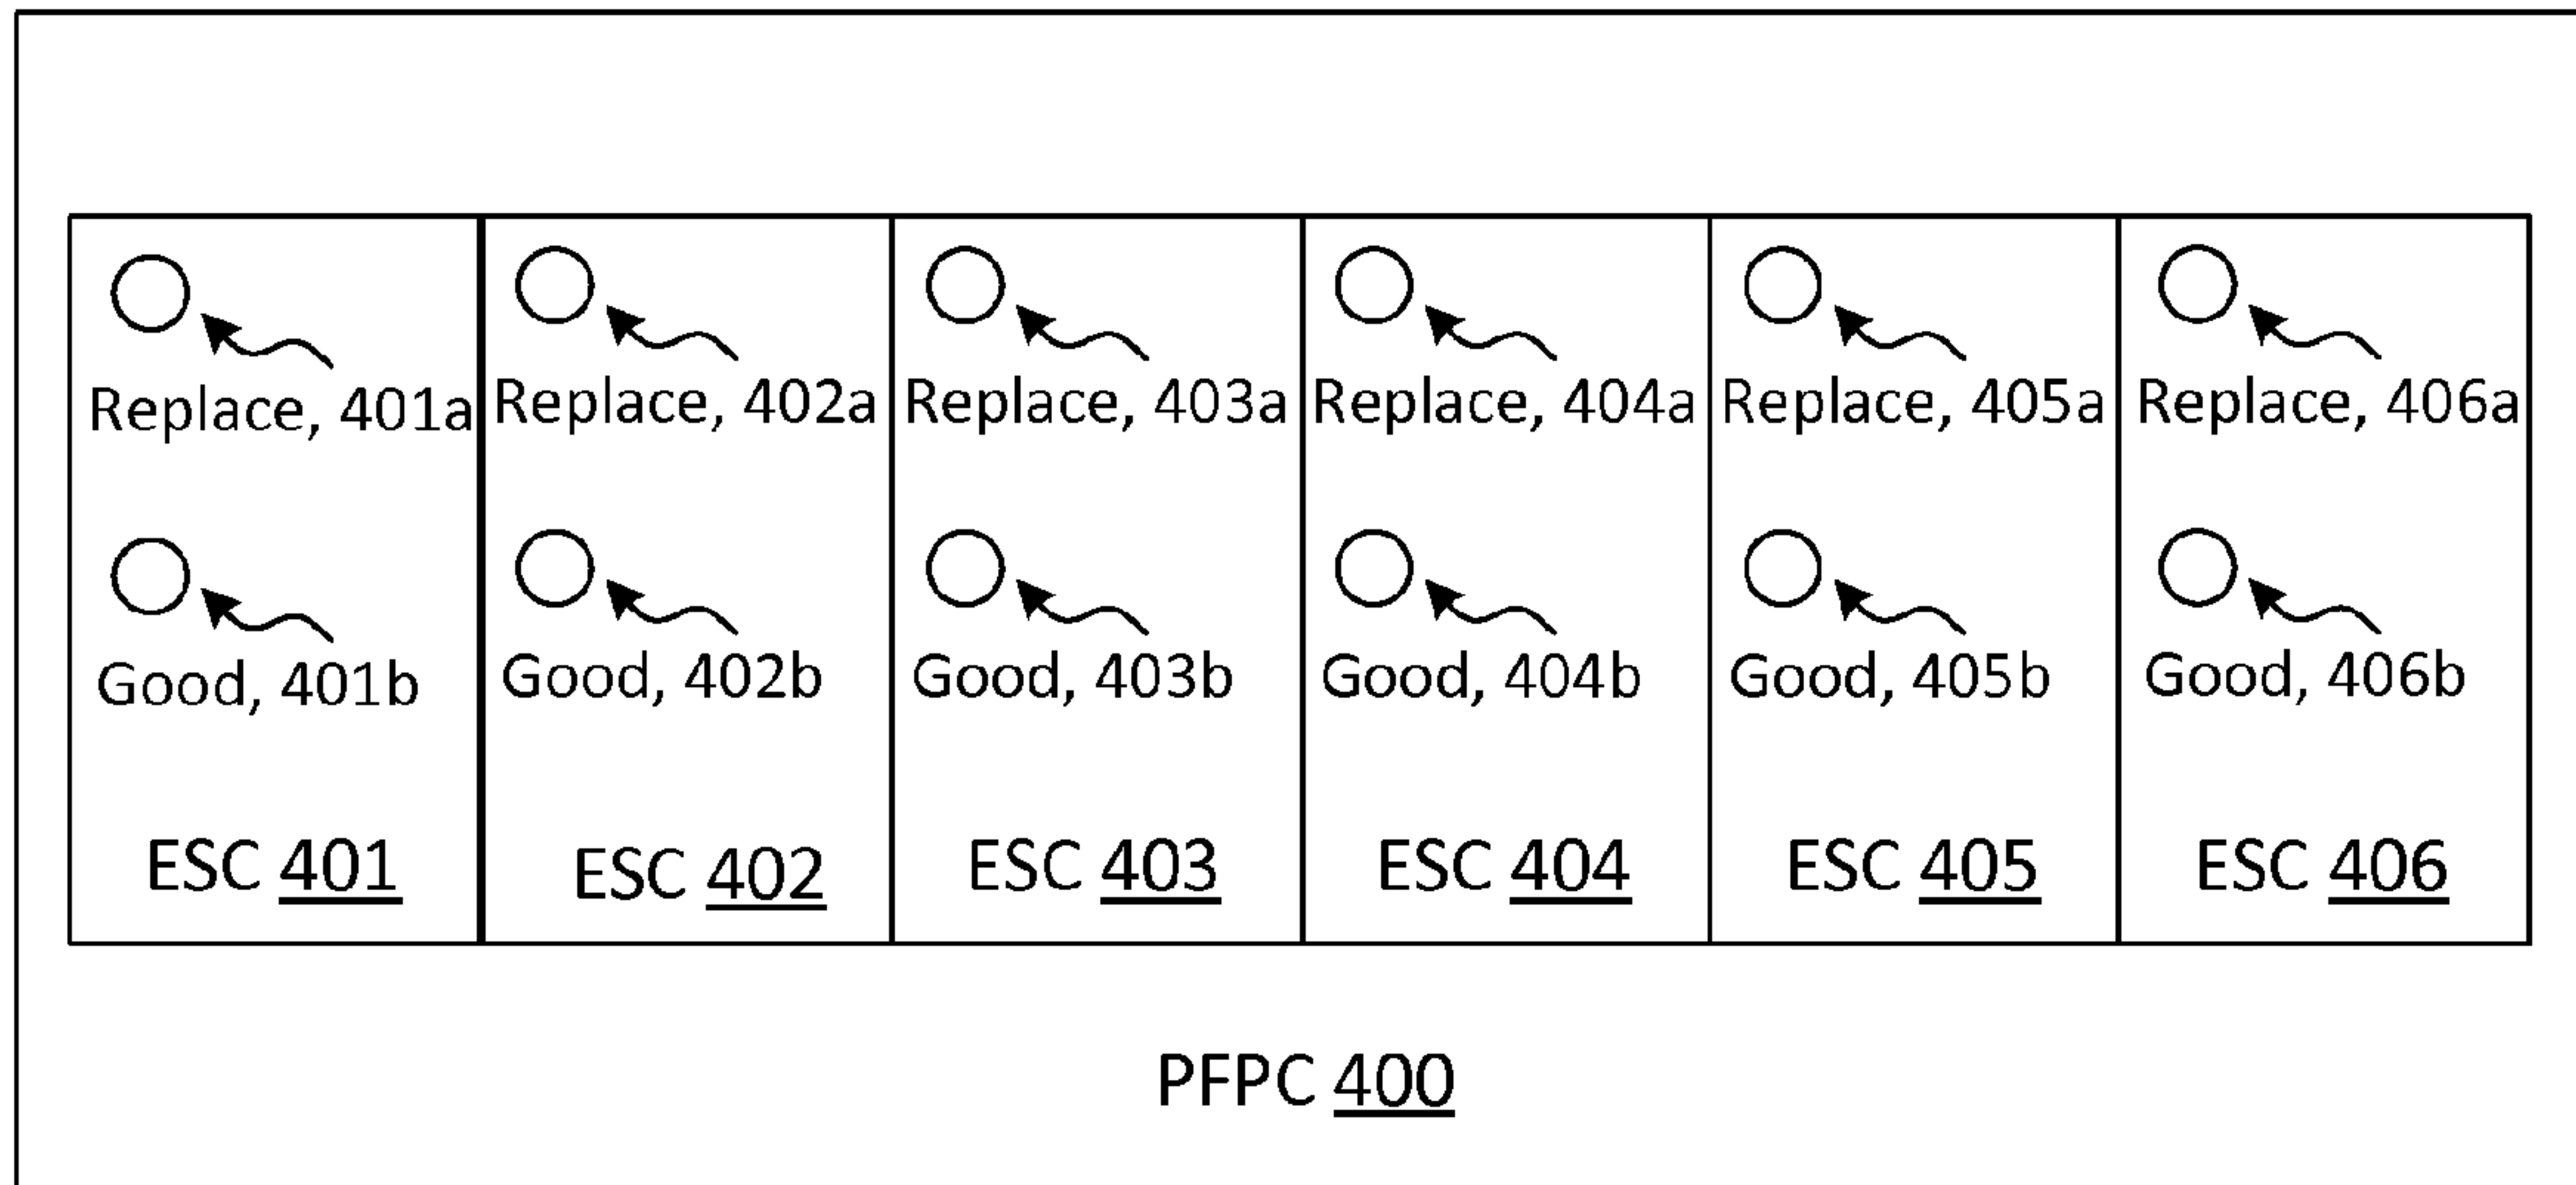 Replace, 401a Replace, 402a Replace, 403a Replace, 404a Replace, 405a Replace, 406a
Good, 401b Good, 402b Good, 403b Good, 404b Good, 405b Good, 406b
ESC 401 ESC 402 ESC 403 ESC 404 ESC 405 ESC 406
PFPC 400